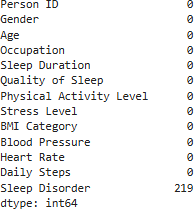 Person ID 0
Gender 0
Age 0
Occupation 0
Sleep Duration 0
Quality of Sleep 0
Physical Activity Level 0
Stress Level 0
BMI Category 0
Blood Pressure 0
Heart Rate 0
Daily Steps 0
Sleep Disorder 219
dtype: int64